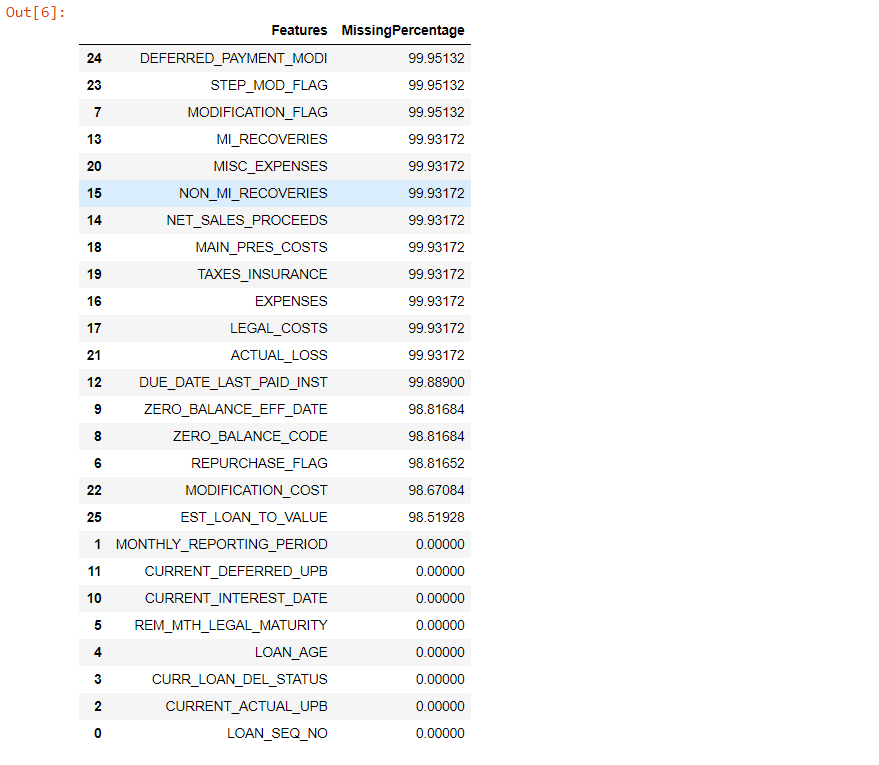 Out[6]:
Features MissingPercentage
24 DEFERRED_PAYMENT_MODI 99.95132
23 STEP_MOD_FLAG 99.95132
7 MODIFICATION_FLAG 99.95132
13 MI_RECOVERIES 99.93172
20 MISC_EXPENSES 99.93172
15 NON_MI_RECOVERIES 99.93172
14 NET_SALES_PROCEEDS 99.93172
18 MAIN_PRES_COSTS 99.93172
19 TAXES_INSURANCE 99.93172
16 EXPENSES 99.93172
17 LEGAL_COSTS 99.93172
21 ACTUAL_LOSS 99.93172
12 DUE_DATE_LAST_PAID_INST 99.88900
9 ZERO_BALANCE_EFF_DATE 98.81684
8 ZERO_BALANCE_CODE 98.81684
6 REPURCHASE_FLAG 98.81652
22 MODIFICATION_COST 98.67084
25 EST_LOAN_TO_VALUE 98.51928
1 MONTHLY_REPORTING_PERIOD 0.00000
11 CURRENT_DEFERRED_UPB 0.00000
10 CURRENT_INTEREST_DATE 0.00000
5 REM_MTH_LEGAL_MATURITY 0.00000
4 LOAN_AGE 0.00000
3 CURR_LOAN_DEL_STATUS 0.00000
2 CURRENT_ACTUAL_UPB 0.00000
0 LOAN_SEQ_NO 0.00000